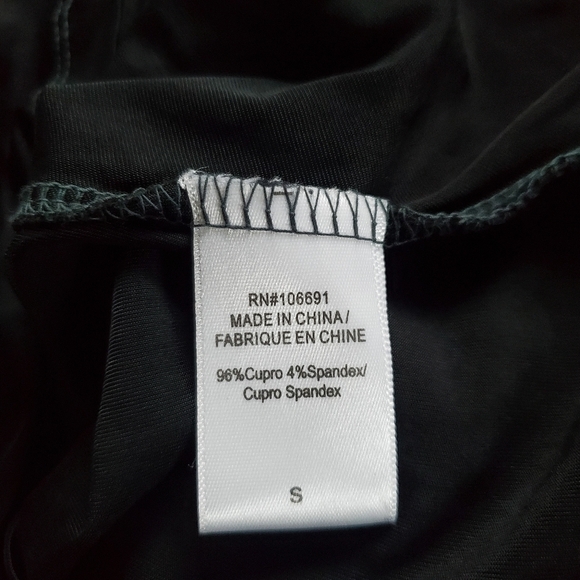 RN#106691
MADE IN CHINA/
FABRIQUE EN CHINE
96%Cupro 4%Spandex/
Cupro Spandex
S